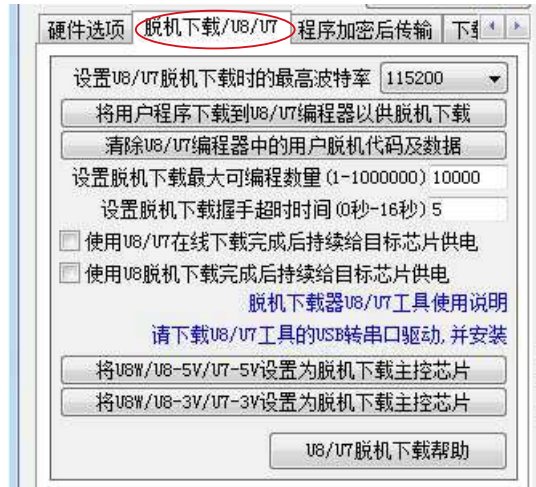 硬件选项 脱机下载/U8/U7 程序加密后传输 下载
设置U8/U7脱机下载时的最高波特率 115200
将用户程序下载到U8/U7编程器以供脱机下载
清除U8/U7编程器中的用户脱机代码及数据
设置脱机下载最大可编程数量(1-1000000) 10000
设置脱机下载握手超时时间(0秒-16秒) 5
使用U8/U7在线下载完成后持续给目标芯片供电
使用U8脱机下载完成后持续给目标芯片供电
脱机下载器U8/U7工具使用说明
请下载U8/U7工具的USB转串口驱动,并安装
将U8W/U8-5V/U7-5V设置为脱机下载主控芯片
将U8W/U8-3V/U7-3V设置为脱机下载主控芯片
U8/U7脱机下载帮助